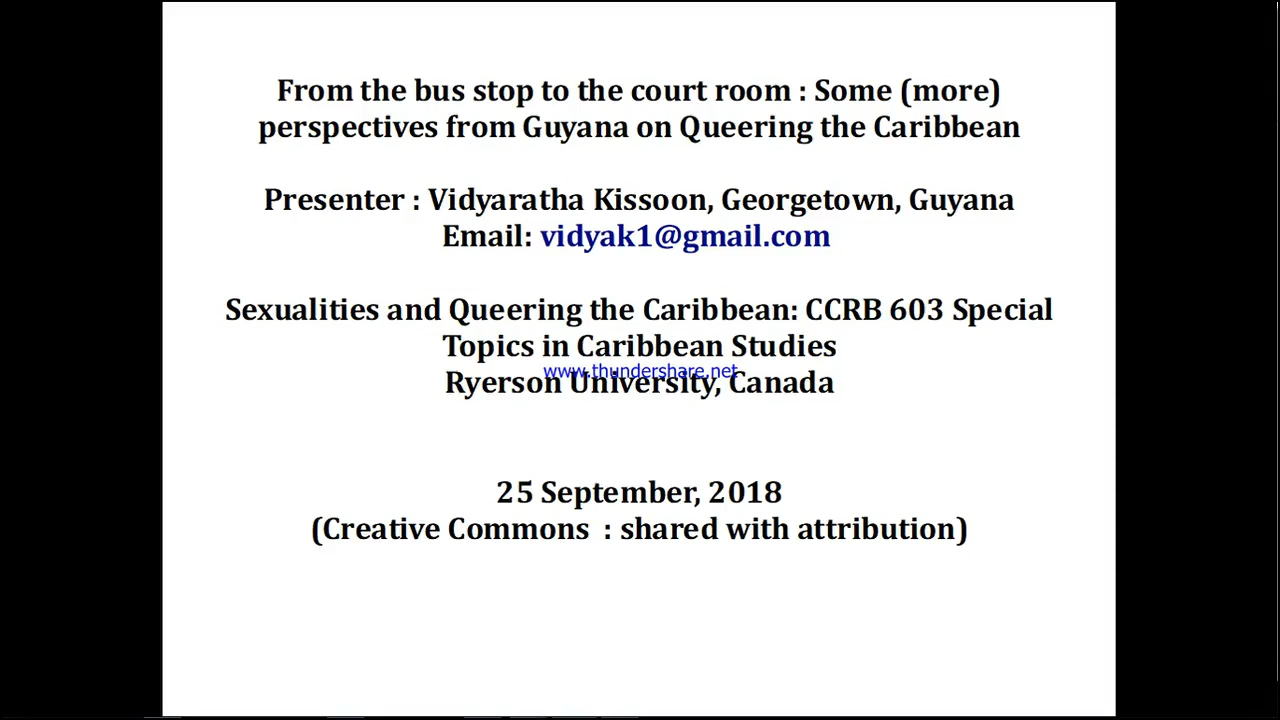 From the bus stop to the court room : Some (more)
perspectives from Guyana on Queering the Caribbean
Presenter : Vidyaratha Kissoon, Georgetown, Guyana
Email: vidyak1@gmail.com
Sexualities and Queering the Caribbean: CCRB 603 Special
Topics in Caribbean Studies
www.thundershare.net
Ryerson University, Canada
25 September, 2018
(Creative Commons  : shared with attribution)